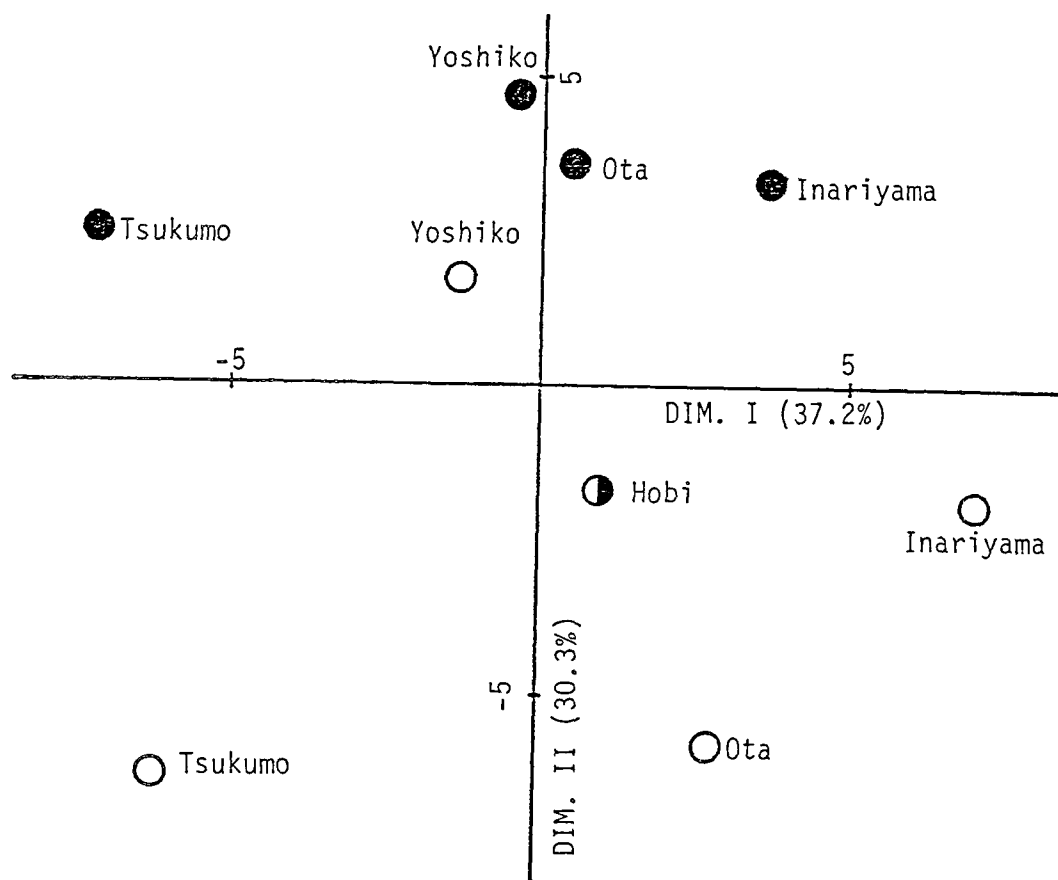 Yoshiko
5
Ota
Inariyama
Tsukumo
Yoshiko
-5
5
DIM. I (37.2%)
Hobi
Inariyama
-5
DIM. II (30.3%)
Tsukumo
Ota